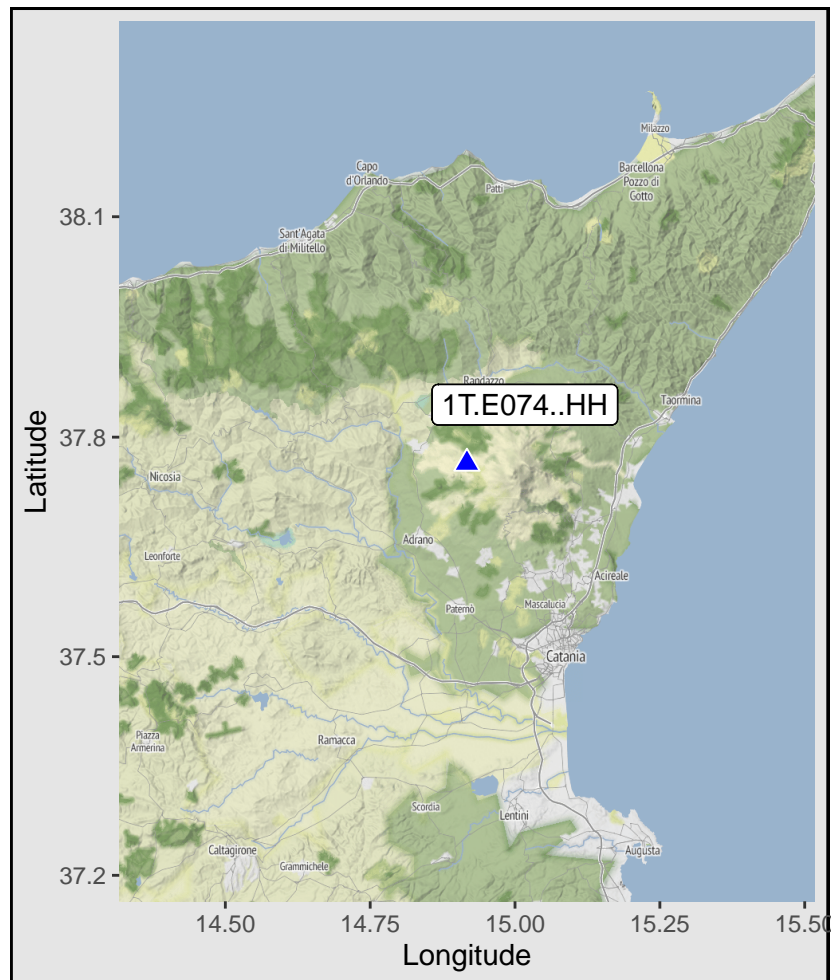 Milazzo
Barcellona
Pozzo di
Gotto
Capo
d'Orlando
Patti
38.1
Sant'Agata
di Militello
Randazzo
1T.E074..HH
Taormina
37.8
Latitude
Nicosia
Adrano
Leonforte
Acireale
Mascalucia
Paternò
Catania
37.5
Piazza
Armerina
Ramacca
Scordia
Lentini
Caltagirone
Augusta
Grammichele
37.2
14.50 14.75 15.00 15.25 15.50
Longitude